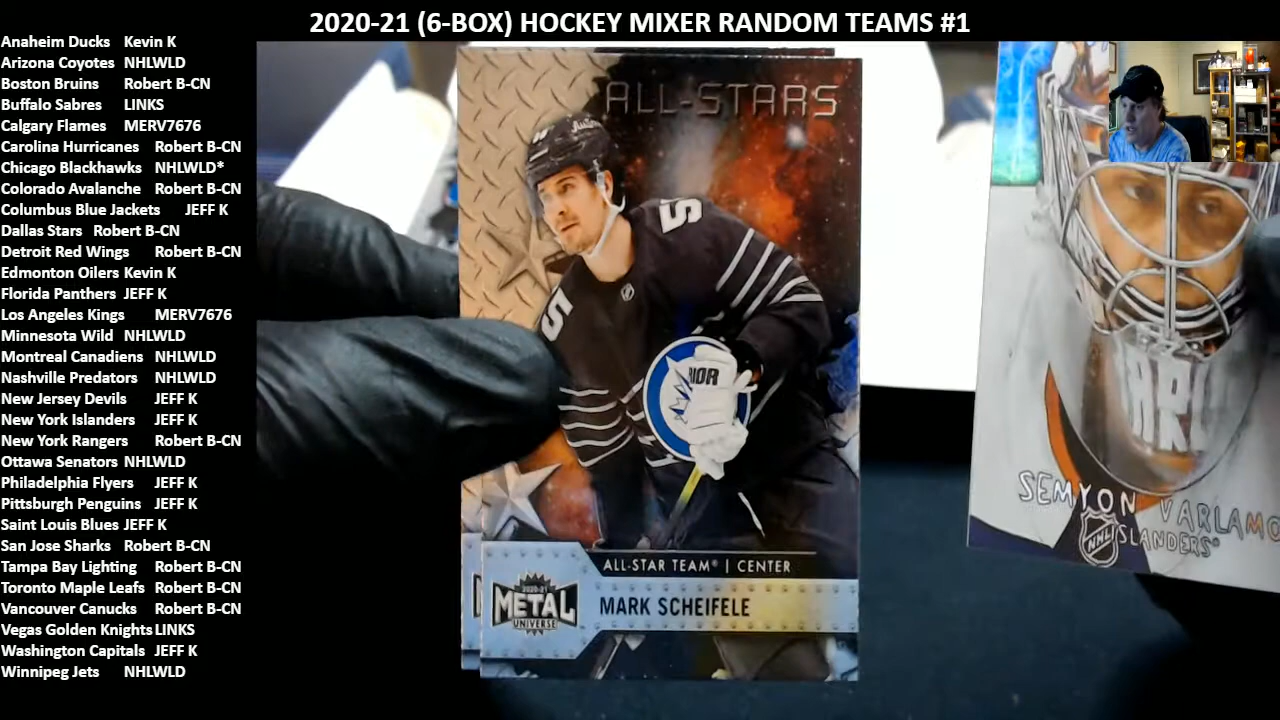 2020-21 (6-BOX) HOCKEY MIXER RANDOM TEAMS #1
Anaheim Ducks Kevin K
Arizona Coyotes NHLWLD
Boston Bruins Robert B-CN
Buffalo Sabres LINKS
Calgary Flames MERV7676
Carolina Hurricanes Robert B-CN
Chicago Blackhawks NHLWLD*
Colorado Avalanche Robert B-CN
Columbus Blue Jackets JEFF K
Dallas Stars Robert B-CN
Detroit Red Wings Robert B-CN
Edmonton Oilers Kevin K
Florida Panthers JEFF K
Los Angeles Kings MERV7676
Minnesota Wild NHLWLD
Montreal Canadiens NHLWLD
Nashville Predators NHLWLD
New Jersey Devils JEFF K
New York Islanders JEFF K
New York Rangers Robert B-CN
Ottawa Senators NHLWLD
Philadelphia Flyers JEFF K
Pittsburgh Penguins JEFF K
Saint Louis Blues JEFF K
San Jose Sharks Robert B-CN
Tampa Bay Lighting Robert B-CN
Toronto Maple Leafs Robert B-CN
Vancouver Canucks Robert B-CN
Vegas Golden Knights LINKS
Washington Capitals JEFF K
Winnipeg Jets NHLWLD
ALL-STARS
ALL-STAR TEAM® | CENTER
2020-21
METAL
UNIVERSE
MARK SCHEIFELE
SEMYON VARLAMO
NHL
ISLANDERS®